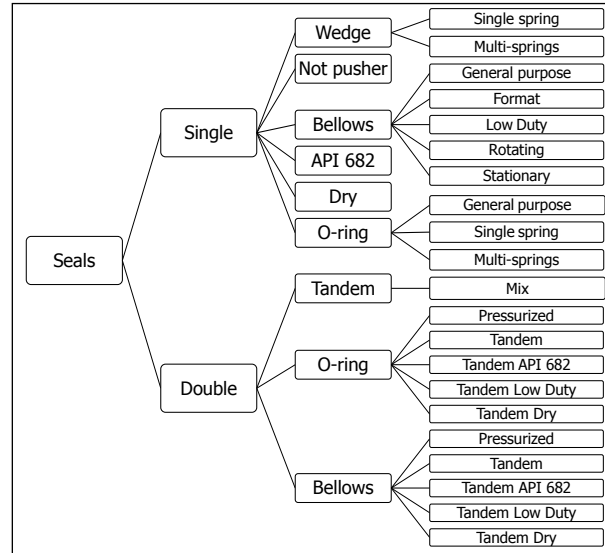 Seals
Single
Wedge
Single spring
Multi-springs
Not pusher
Bellows
General purpose
Format
Low Duty
Rotating
Stationary
API 682
Dry
O-ring
General purpose
Single spring
Multi-springs
Double
Tandem
Mix
O-ring
Pressurized
Tandem
Tandem API 682
Tandem Low Duty
Tandem Dry
Bellows
Pressurized
Tandem
Tandem API 682
Tandem Low Duty
Tandem Dry